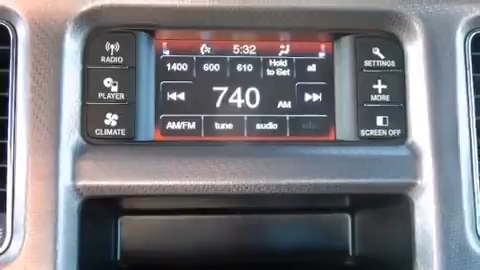 RADIO
PLAYER
CLIMATE
5:32
1400 600 610 Hold to Set all
740 AM
AM/FM tune audio
SETTINGS
MORE
SCREEN OFF